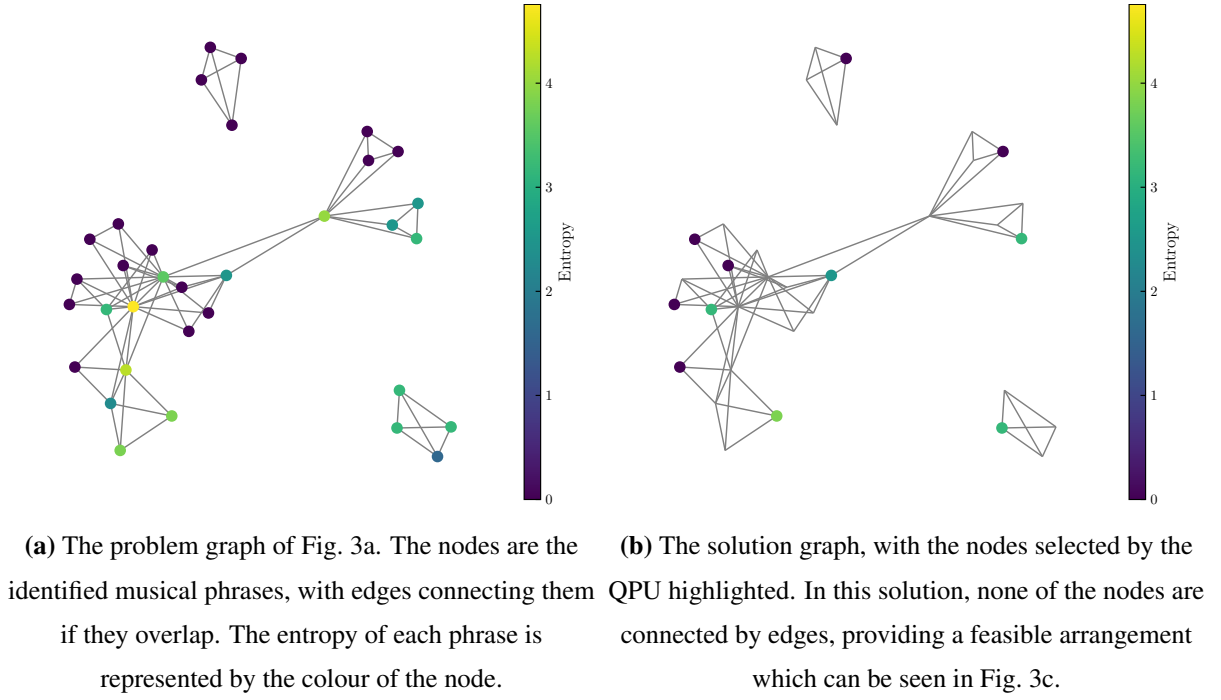 4
3
2
1
0
Entropy
4
3
2
1
0
Entropy
(a) The problem graph of Fig. 3a. The nodes are the
identified musical phrases, with edges connecting them
if they overlap. The entropy of each phrase is
represented by the colour of the node.
(b) The solution graph, with the nodes selected by the
QPU highlighted. In this solution, none of the nodes are
connected by edges, providing a feasible arrangement
which can be seen in Fig. 3c.